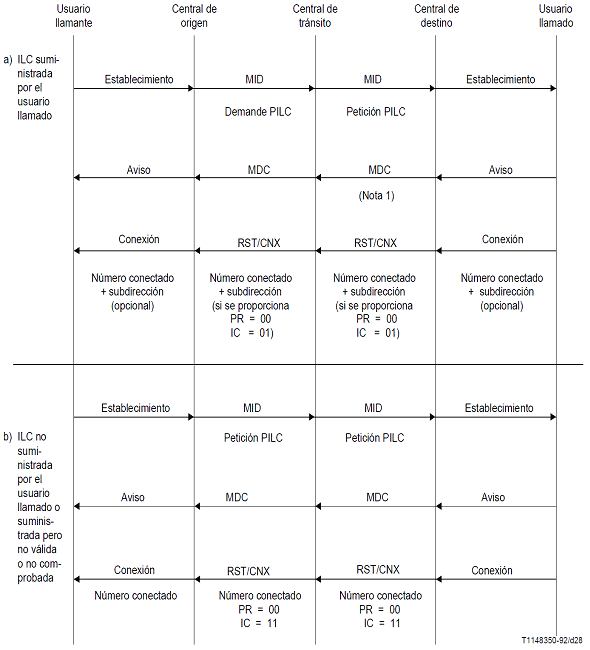 Usuario llamante
Central de origen
Central de tránsito
Central de destino
Usuario llamado
a) ILC sumi-
nistrada
por el
usuario
llamado
Establecimiento
MID
MID
Establecimiento
Demande PILC
Petición PILC
Aviso
MDC
MDC
Aviso
(Nota 1)
Conexión
RST/CNX
RST/CNX
Conexión
Número conectado
+ subdirección
(opcional)
Número conectado
+ subdirección
(si se proporciona
PR = 00
IC = 01)
Número conectado
+ subdirección
(si se proporciona
PR = 00
IC = 01)
Número conectado
+ subdirección
(opcional)
b) ILC no
sumi-
nistrada
por el
usuario
llamado o
suminis-
trada pero
no válida
o no com-
probada
Establecimiento
MID
MID
Establecimiento
Petición PILC
Petición PILC
Aviso
MDC
MDC
Aviso
Conexión
RST/CNX
RST/CNX
Conexión
Número conectado
Número conectado
PR = 00
IC = 11
Número conectado
PR = 00
IC = 11
T1148350-92/d28